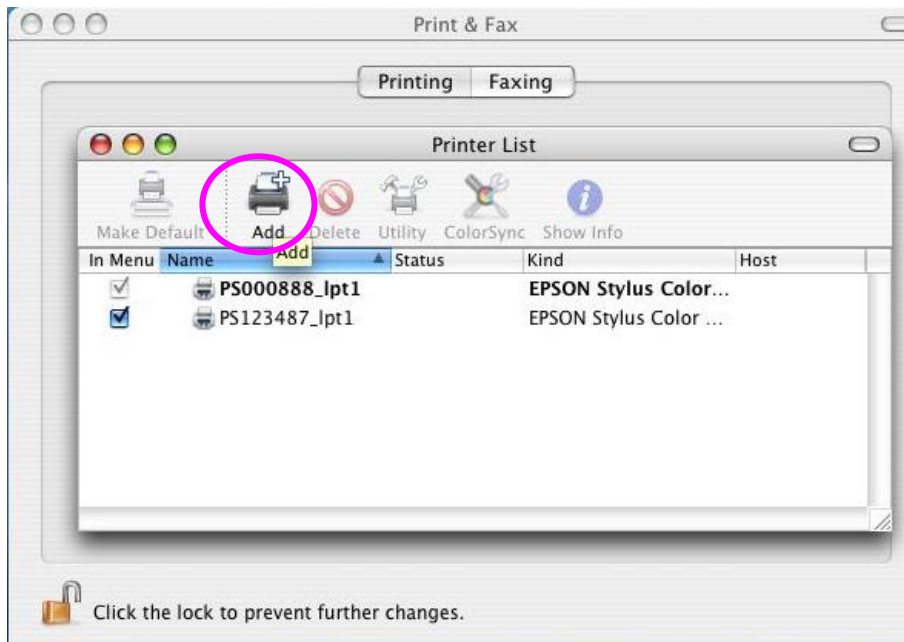 Print & Fax
Printing Faxing
Printer List
Make Default Add Delete Utility ColorSync Show Info
Add
In Menu Name Status Kind Host
PS000888_lpt1 EPSON Stylus Color...
PS123487_lpt1 EPSON Stylus Color ...
Click the lock to prevent further changes.